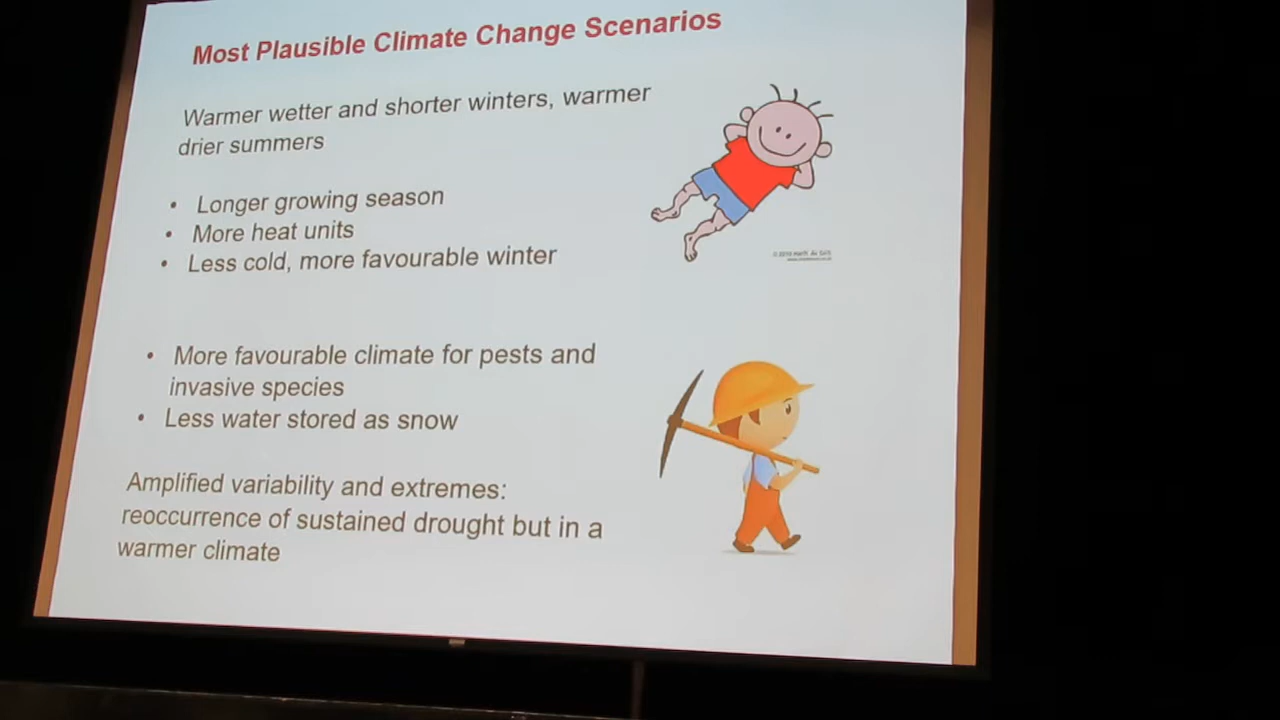 Most Plausible Climate Change Scenarios
Warmer wetter and shorter winters, warmer
drier summers
• Longer growing season
• More heat units
• Less cold, more favourable winter
• More favourable climate for pests and
invasive species
• Less water stored as snow
Amplified variability and extremes:
reoccurrence of sustained drought but in a
warmer climate